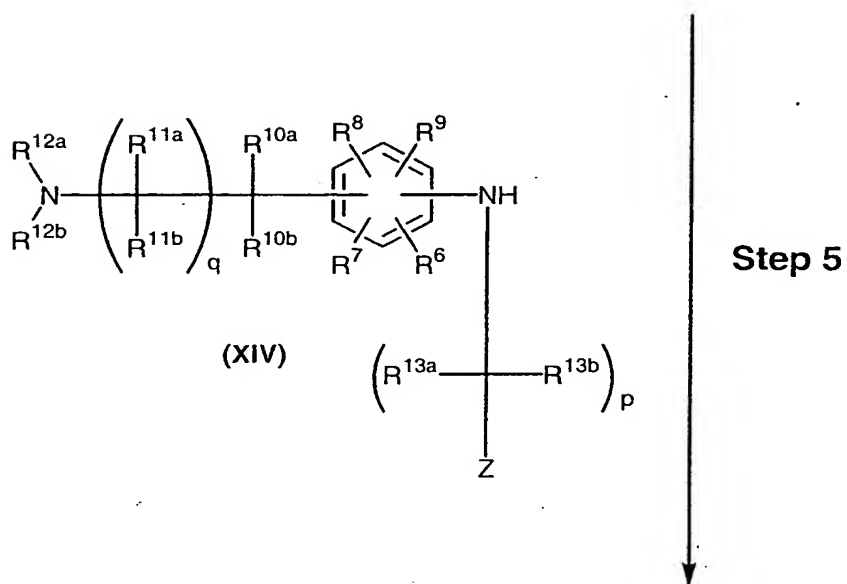 R¹²ᵃ R¹¹ᵃ R¹⁰ᵃ R⁸ R⁹
N NH
R¹²ᵇ R¹¹ᵇ q R¹⁰ᵇ R⁷ R⁶
Step 5
(XIV)
R¹³ᵃ R¹³ᵇ p
Z